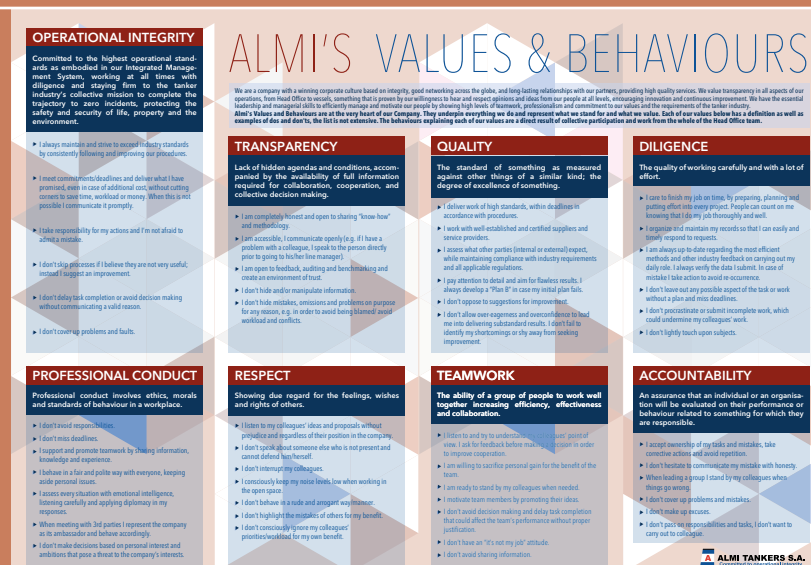 OPERATIONAL INTEGRITY
Committed to the highest operational stand-
ards as embodied in our Integrated Manage-
ment System, working at all times with
diligence and staying firm to the tanker
industry's collective mission to complete the
trajectory to zero incidents, protecting the
safety and security of life, property and the
environment.
I always maintain and strive to exceed industry standards
by consistently following and improving our procedures.
I meet commitments/deadlines and deliver what I have
promised, even in case of additional cost, without cutting
corners to save time, workload or money. When this is not
possible I communicate it promptly.
I take responsibility for my actions and I'm not afraid to
admit a mistake.
I don't skip processes if I believe they are not very useful;
instead I suggest an improvement.
I don't delay task completion or avoid decision making
without communicating a valid reason.
I don't cover up problems and faults.
ALMI'S VALUES & BEHAVIOURS
We are a company with a winning corporate culture based on integrity, good networking across the globe, and long-lasting relationships with our partners, providing high quality services. We value transparency in all aspects of our
operations, from Head Office to vessels, something that is proven by our willingness to hear and respect opinions and ideas from our people at all levels, encouraging innovation and continuous improvement. We have the essential
leadership and managerial skills to efficiently manage and motivate our people by showing high levels of teamwork, professionalism and commitment to our values and the requirements of the tanker industry.
Almi's Values and Behaviours are at the very heart of our Company. They underpin everything we do and represent what we stand for and what we value. Each of our values below has a definition as well as
examples of dos and don'ts, the list is not extensive. The behaviours explaining each of our values are a direct result of collective participation and work from the whole of the Head Office team.
TRANSPARENCY
Lack of hidden agendas and conditions, accom-
panied by the availability of full information
required for collaboration, cooperation, and
collective decision making.
I am completely honest and open to sharing "know-how"
and methodology.
I am accessible, I communicate openly (e.g. if I have a
problem with a colleague, I speak to the person directly
prior to going to his/her line manager).
I am open to feedback, auditing and benchmarking and
create an environment of trust.
I don't hide and/or manipulate information.
I don't hide mistakes, omissions and problems on purpose
for any reason, e.g. in order to avoid being blamed/ avoid
workload and conflicts.
QUALITY
The standard of something as measured
against other things of a similar kind; the
degree of excellence of something.
I deliver work of high standards, within deadlines in
accordance with procedures.
I work with well-established and certified suppliers and
service providers.
I assess what other parties (internal or external) expect,
while maintaining compliance with industry requirements
and all applicable regulations.
I pay attention to detail and aim for flawless results. I
always develop a "Plan B" in case my initial plan fails.
I don't oppose to suggestions for improvement.
I don't allow over-eagerness and overconfidence to lead
me into delivering substandard results. I don't fail to
identify my shortcomings or shy away from seeking
improvement.
DILIGENCE
The quality of working carefully and with a lot of
effort.
I care to finish my job on time, by preparing, planning and
putting effort into every project. People can count on me
knowing that I do my job thoroughly and well.
I organize and maintain my records so that I can easily and
timely respond to requests.
I am always up-to-date regarding the most efficient
methods and other industry feedback on carrying out my
daily role. I always verify the data I submit. In case of
mistake I take action to avoid re-occurrence.
I don't leave out any possible aspect of the task or work
without a plan and miss deadlines.
I don't procrastinate or submit incomplete work, which
could undermine my colleagues' work.
I don't lightly touch upon subjects.
PROFESSIONAL CONDUCT
Professional conduct involves ethics, morals
and standards of behaviour in a workplace.
I don't avoid responsibilities.
I don't miss deadlines.
I support and promote teamwork by sharing information,
knowledge and experience.
I behave in a fair and polite way with everyone, keeping
aside personal issues.
I assess every situation with emotional intelligence,
listening carefully and applying diplomacy in my
responses.
When meeting with 3rd parties I represent the company
as its ambassador and behave accordingly.
I don't make decisions based on personal interest and
ambitions that pose a threat to the company's interests.
RESPECT
Showing due regard for the feelings, wishes
and rights of others.
I listen to my colleagues' ideas and proposals without
prejudice and regardless of their position in the company.
I don't speak about someone else who is not present and
cannot defend him/herself.
I don't interrupt my colleagues.
I consciously keep my noise levels low when working in
the open space.
I don't behave in a rude and arrogant way/manner.
I don't highlight the mistakes of others for my benefit.
I don't consciously ignore my colleagues'
priorities/workload for my own benefit.
TEAMWORK
The ability of a group of people to work well
together increasing efficiency, effectiveness
and collaboration.
I listen to and try to understand my colleagues' point of
view. I ask for feedback before making a decision in order
to improve cooperation.
I am willing to sacrifice personal gain for the benefit of the
team.
I am ready to stand by my colleagues when needed.
I motivate team members by promoting their ideas.
I don't avoid decision making and delay task completion
that could affect the team's performance without proper
justification.
I don't have an "it's not my job" attitude.
I don't avoid sharing information.
ACCOUNTABILITY
An assurance that an individual or an organisa-
tion will be evaluated on their performance or
behaviour related to something for which they
are responsible.
I accept ownership of my tasks and mistakes, take
corrective actions and avoid repetition.
I don't hesitate to communicate my mistake with honesty.
When leading a group I stand by my colleagues when
things go wrong.
I don't cover up problems and mistakes.
I don't make up excuses.
I don't pass on responsibilities and tasks, I don't want to
carry out to colleague.
A ALMI TANKERS S.A.
Committed to operational integrity